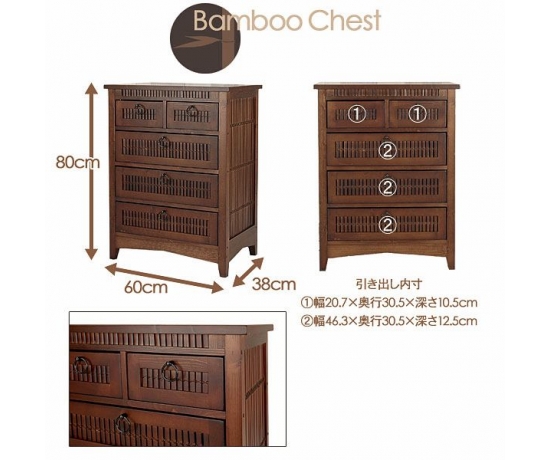 Bamboo Chest
80cm
60cm
38cm
① ①
②
②
②
引き出し内寸
①幅20.7×奥行30.5×深さ10.5cm
②幅46.3×奥行30.5×深さ12.5cm